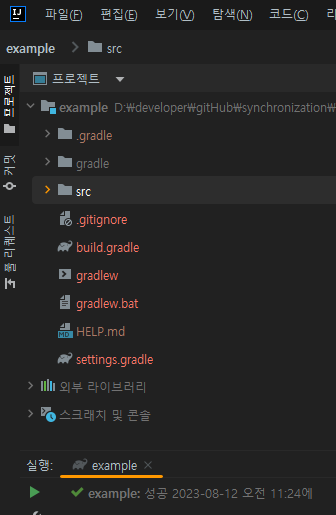 IJ 파일(F) 편집(E) 보기(V) 탐색(N) 코드(C)
example src
프로젝트
프로젝트
example D:₩developer₩gitHub₩synchronization₩
.gradle
gradle
커밋
src
.gitignore
풀 리퀘스트
build.gradle
gradlew
gradlew.bat
MD HELP.md
settings.gradle
외부 라이브러리
스크래치 및 콘솔
실행: example
example: 성공 2023-08-12 오전 11:24에